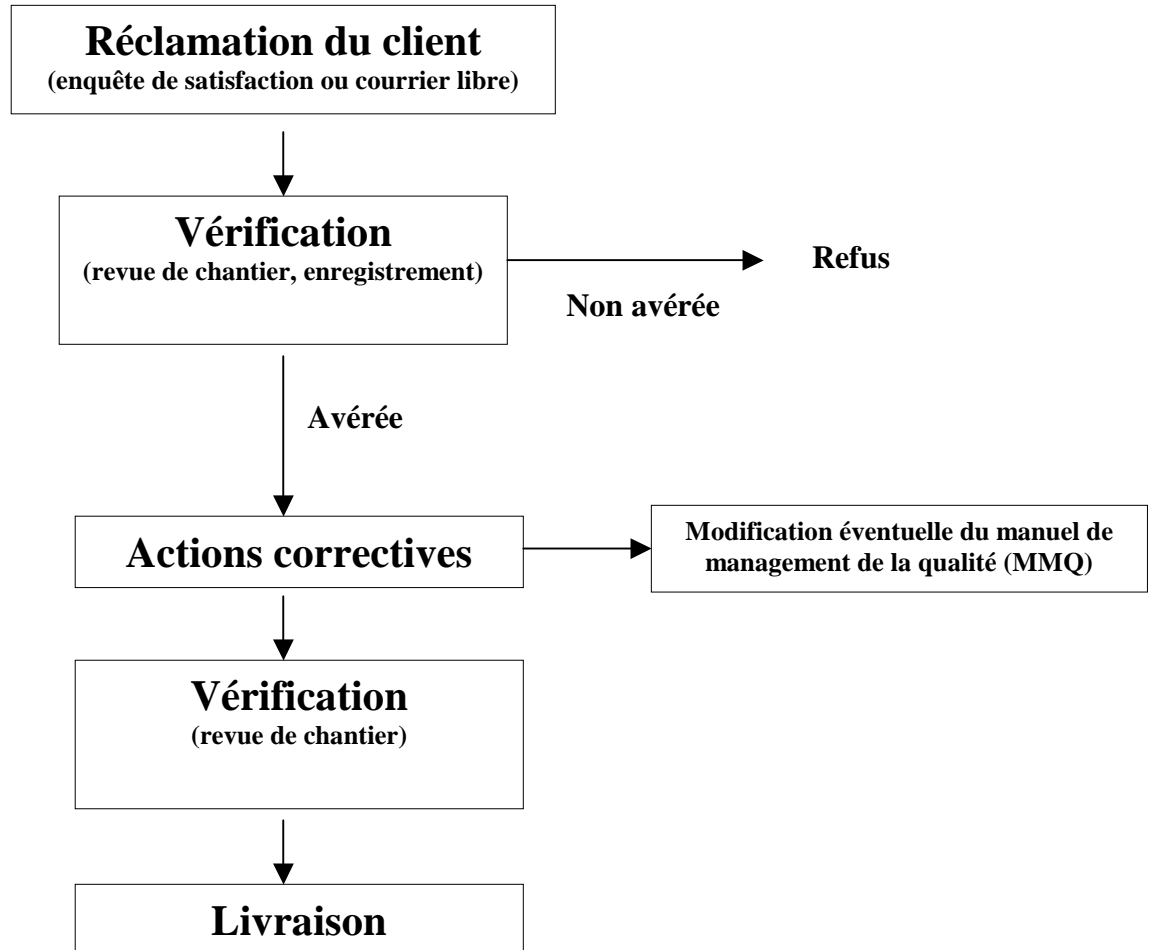 Réclamation du client
(enquête de satisfaction ou courrier libre)
Vérification
(revue de chantier, enregistrement)
Refus
Non avérée
Avérée
Actions correctives
Modification éventuelle du manuel de
management de la qualité (MMQ)
Vérification
(revue de chantier)
Livraison